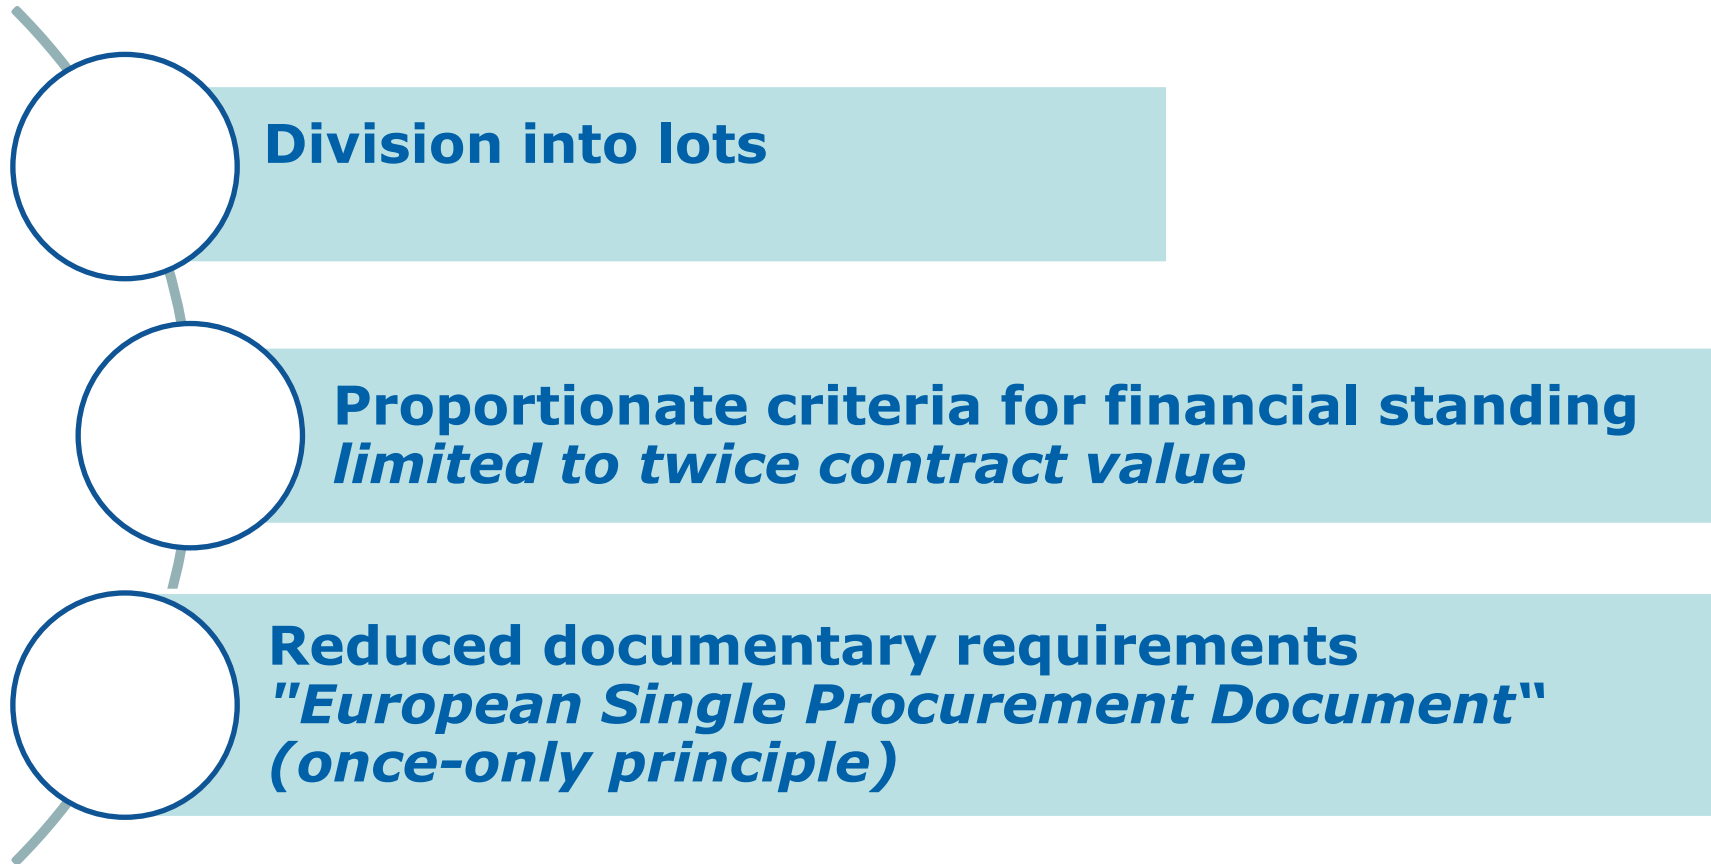 Division into lots
Proportionate criteria for financial standing
limited to twice contract value
Reduced documentary requirements
"European Single Procurement Document“
(once-only principle)